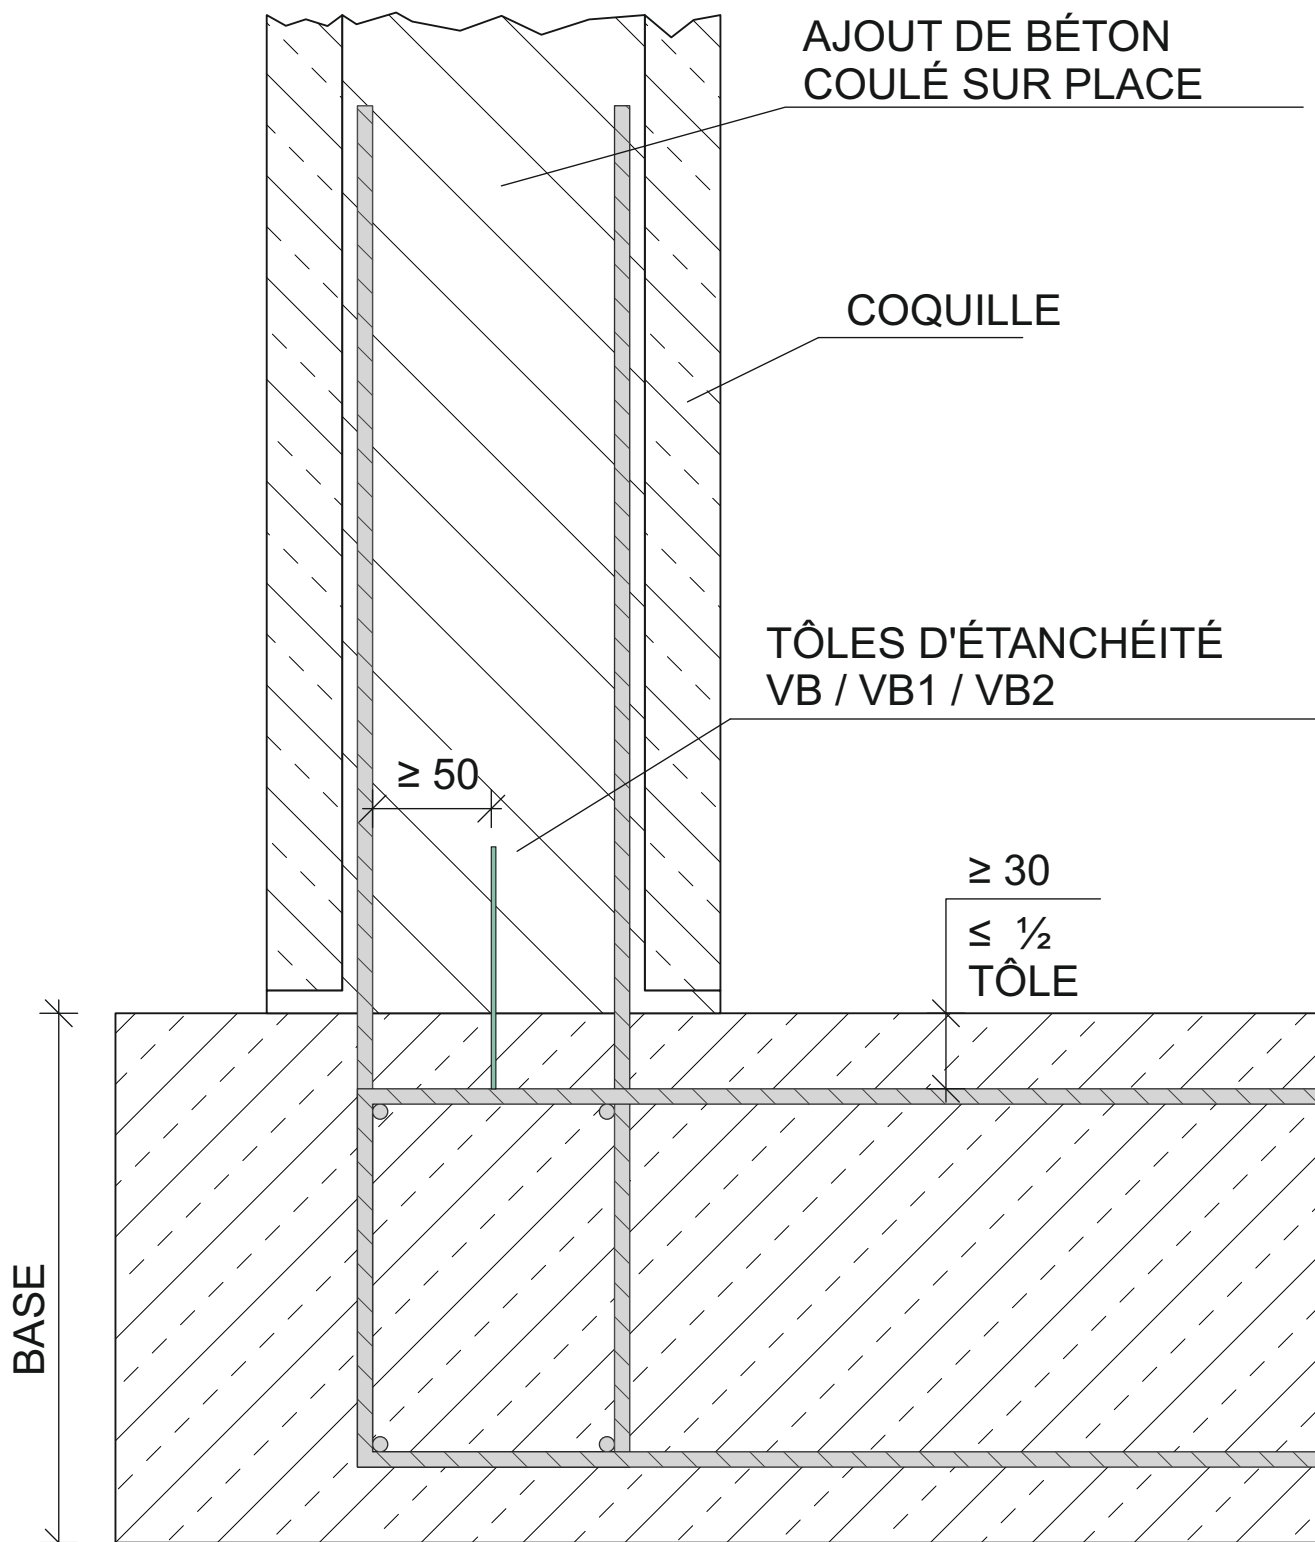 AJOUT DE BÉTON
COULÉ SUR PLACE
COQUILLE
TÔLES D'ÉTANCHÉITÉ
VB / VB1 / VB2
≥ 50
≥ 30
≤ ½
TÔLE
BASE